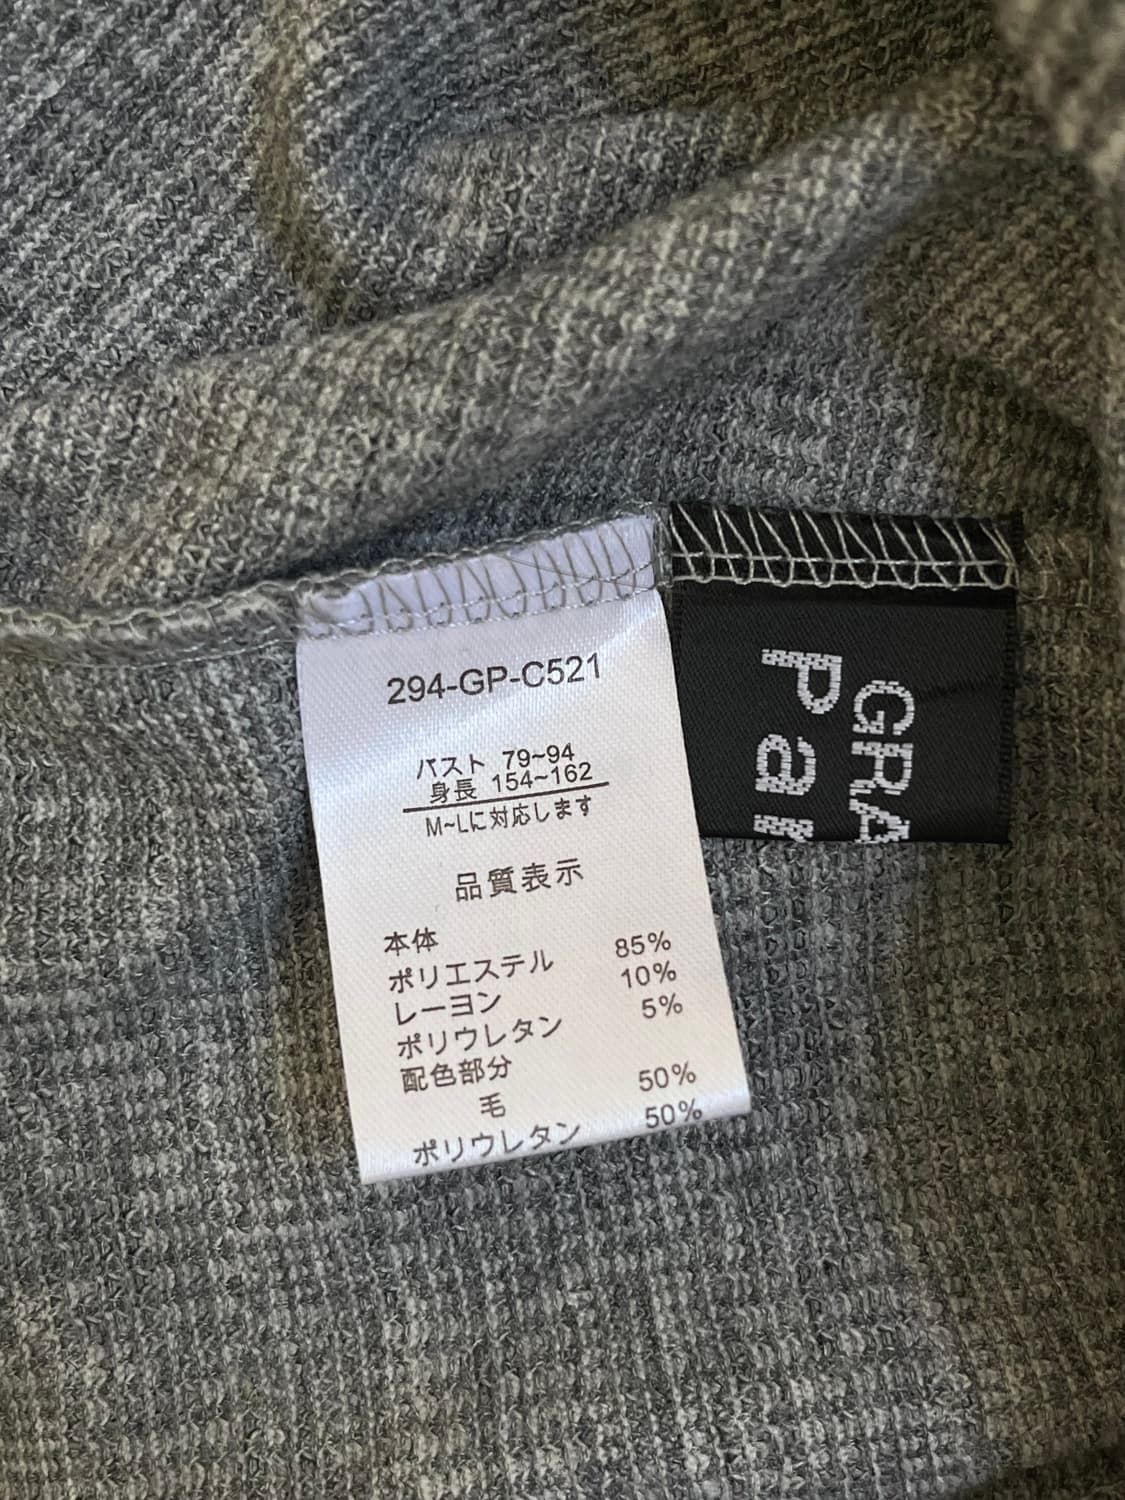 294-GP-C521
バスト 79~94
身長 154~162
M~Lに対応します
品質表示
本体
ポリエステル 85%
レーヨン 10%
ポリウレタン 5%
配色部分
毛 50%
ポリウレタン 50%
GRA
Pa